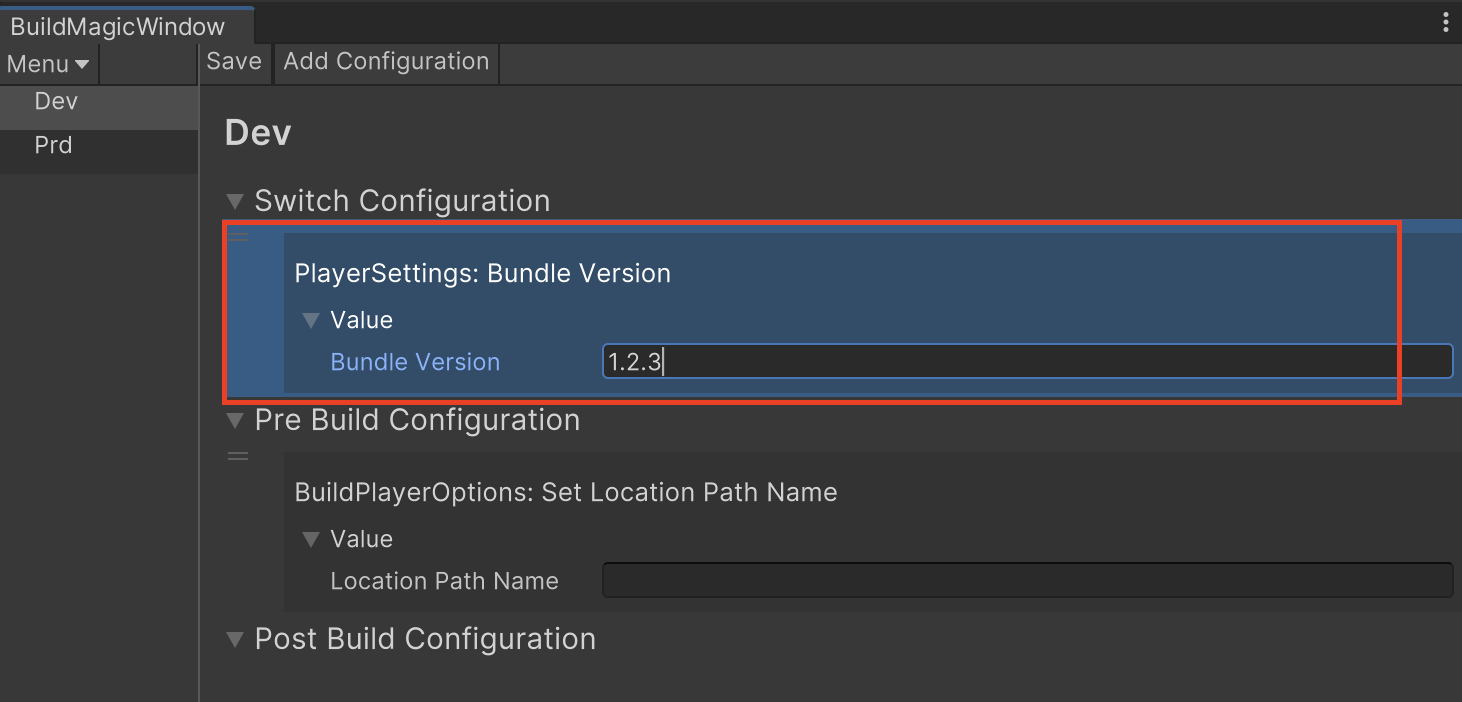 BuildMagicWindow
Menu
Save
Add Configuration
Dev
Prd
Dev
Switch Configuration
PlayerSettings: Bundle Version
Value
Bundle Version
1.2.3
Pre Build Configuration
BuildPlayerOptions: Set Location Path Name
Value
Location Path Name
Post Build Configuration